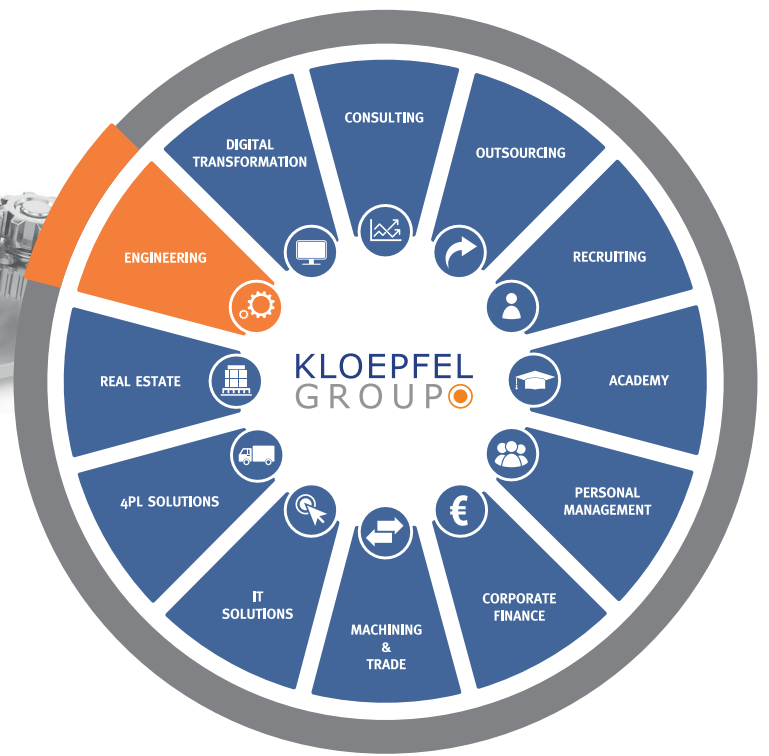 CONSULTING
OUTSOURCING
RECRUITING
ACADEMY
PERSONAL
MANAGEMENT
CORPORATE
FINANCE
MACHINING
&
TRADE
IT
SOLUTIONS
4PL SOLUTIONS
REAL ESTATE
ENGINEERING
DIGITAL
TRANSFORMATION
KLOEPFEL
GROUP